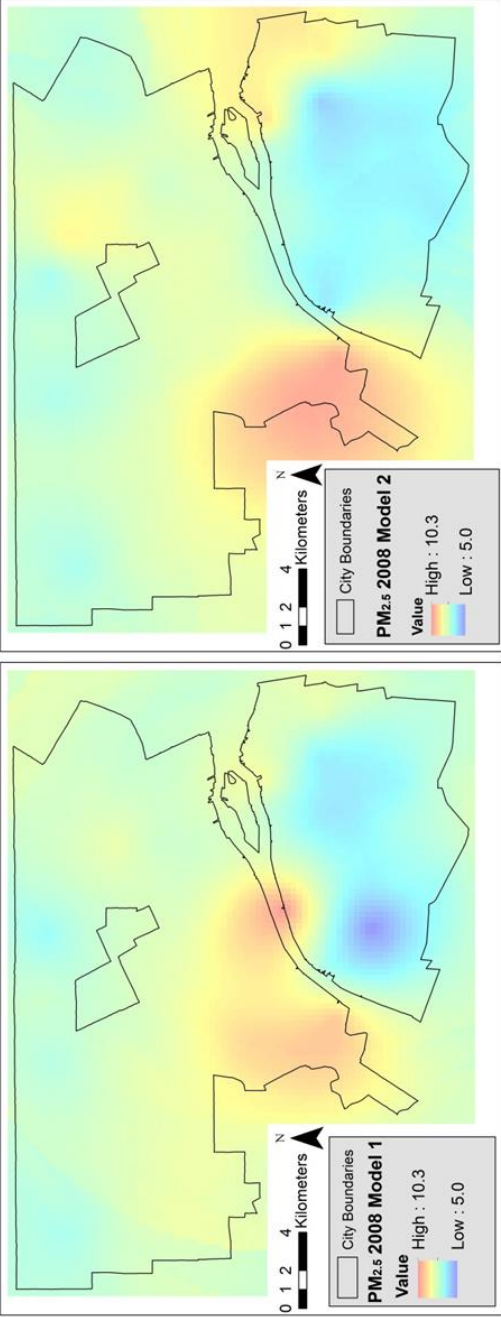 N
0 1 2 4
Kilometers
City Boundaries
PM2.5 2008 Model 1
Value
High : 10.3
Low : 5.0
N
0 1 2 4
Kilometers
City Boundaries
PM2.5 2008 Model 2
Value
High : 10.3
Low : 5.0